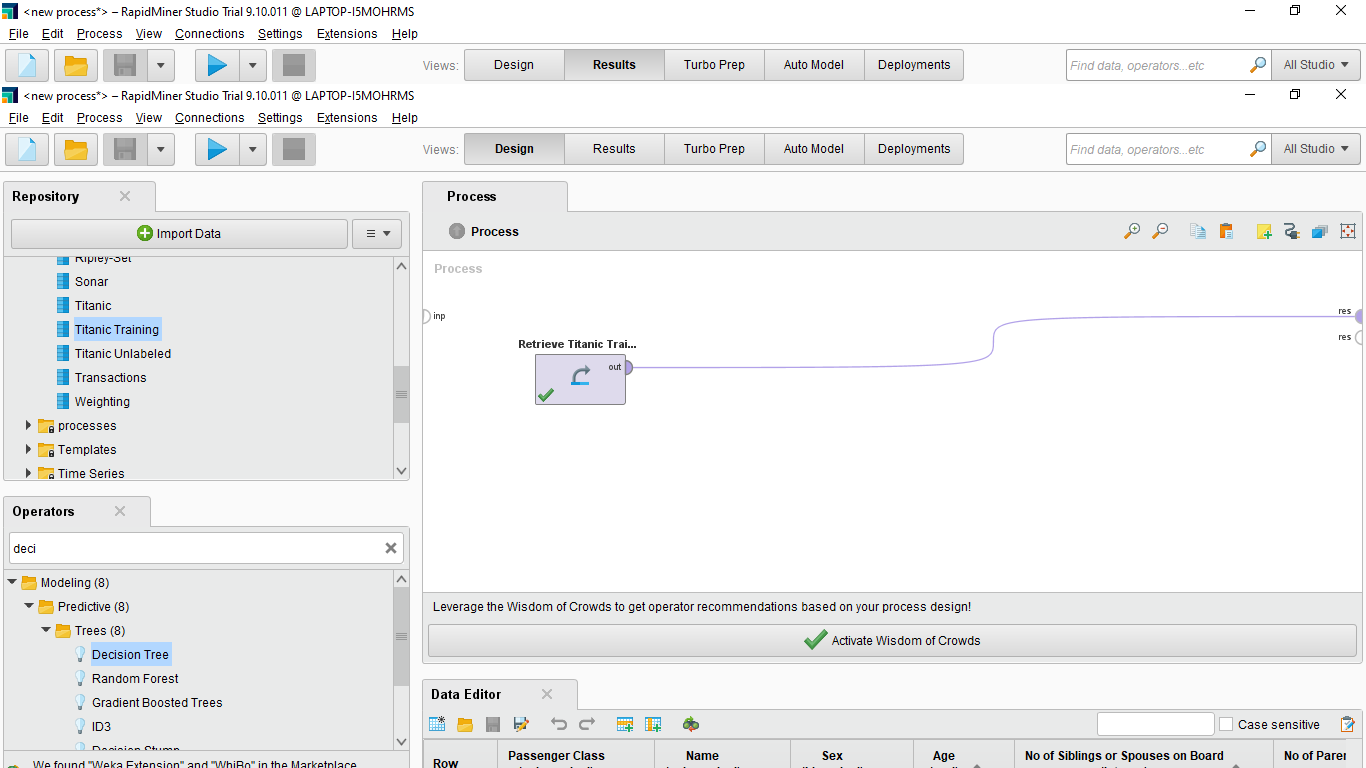 <new process*> – RapidMiner Studio Trial 9.10.011 @ LAPTOP-I5MOHRMS
File Edit Process View Connections Settings Extensions Help
Views: Design Results Turbo Prep Auto Model Deployments Find data, operators...etc All Studio
<new process*> – RapidMiner Studio Trial 9.10.011 @ LAPTOP-I5MOHRMS
File Edit Process View Connections Settings Extensions Help
Views: Design Results Turbo Prep Auto Model Deployments Find data, operators...etc All Studio
Repository
Import Data
Ripley-Set
Sonar
Titanic
Titanic Training
Titanic Unlabeled
Transactions
Weighting
processes
Templates
Time Series
Operators
deci
Modeling (8)
Predictive (8)
Trees (8)
Decision Tree
Random Forest
Gradient Boosted Trees
ID3
Decision Stump
We found "Weka Extension" and "WhiBo" in the Marketplace
Process
Process
Process
inp
res
res
Retrieve Titanic Trai...
out
Leverage the Wisdom of Crowds to get operator recommendations based on your process design!
Activate Wisdom of Crowds
Data Editor
Case sensitive
Row Passenger Class Name Sex Age No of Siblings or Spouses on Board No of Parer